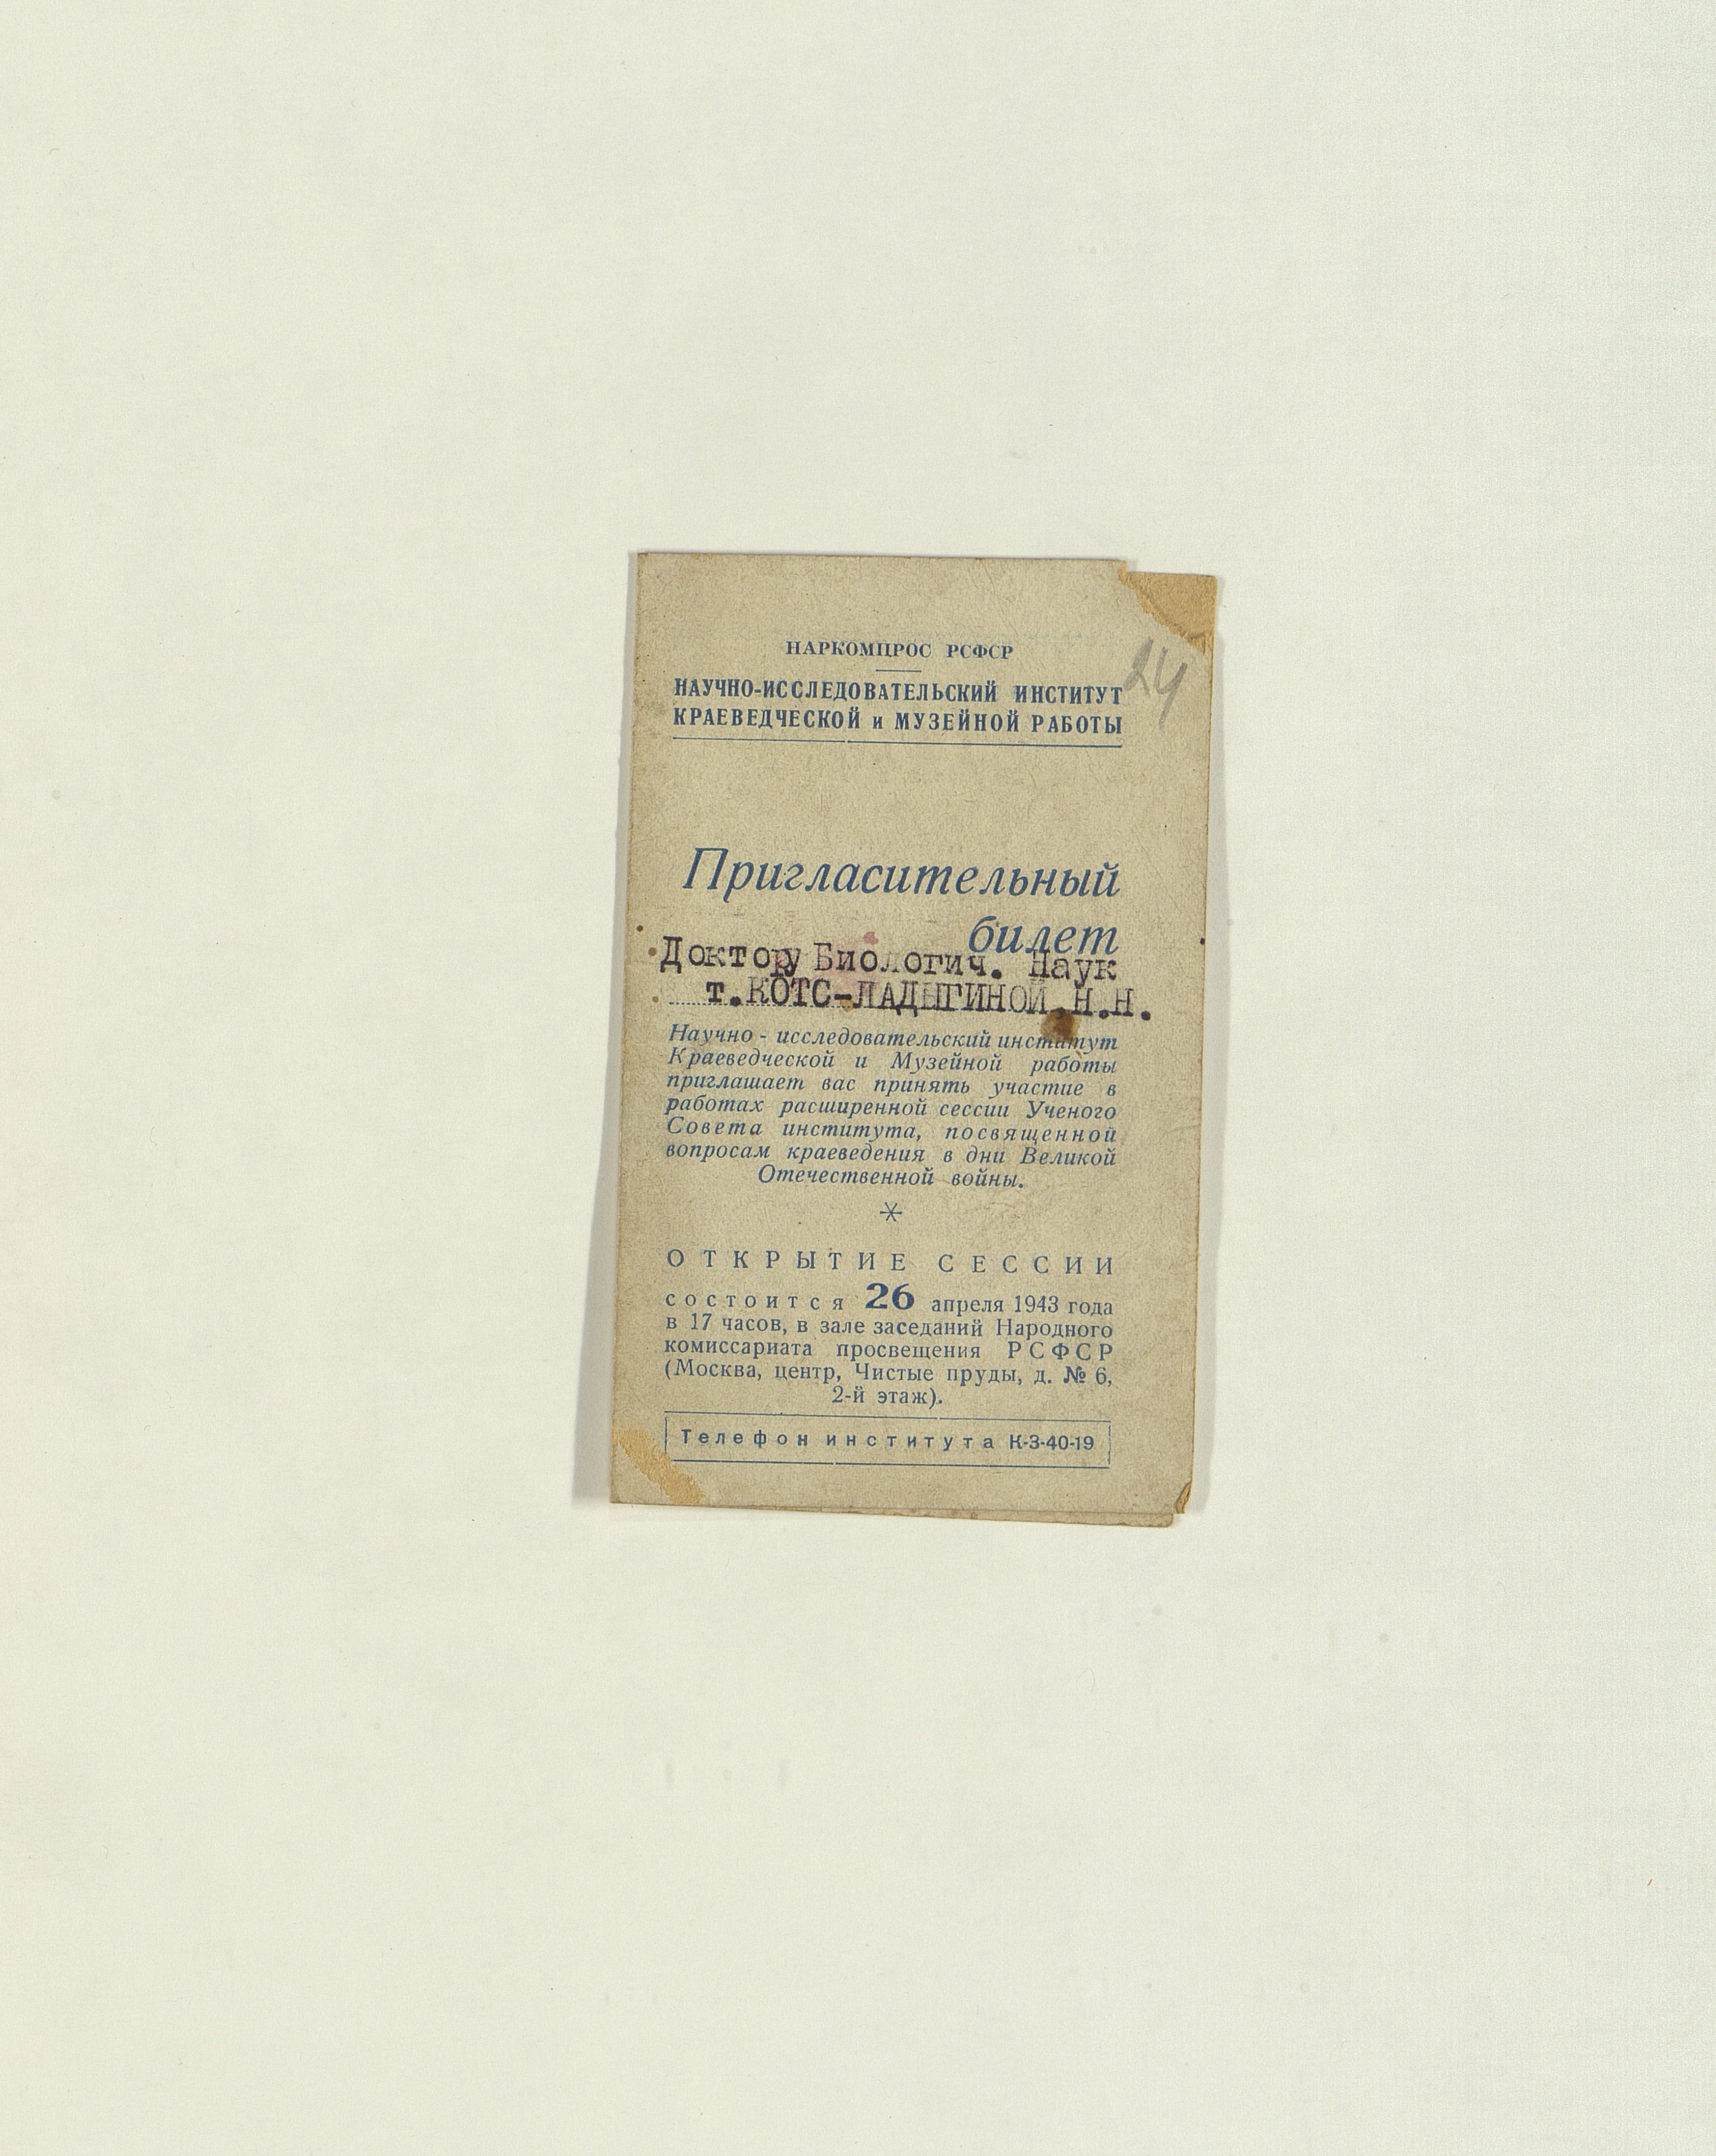 24
НАРКОМПРОС РСФСР
НАУЧНО-ИССЛЕДОВАТЕЛЬСКИЙ ИНСТИТУТ
КРАЕВЕДЧЕСКОЙ и МУЗЕЙНОЙ РАБОТЫ
Пригласительный
билет
Доктору Биологич. Наук
т.КОТС-ЛАДЫГИНОЙ,Н.Н.
Научно - исследовательский институт
Краеведческой и Музейной работы
приглашает вас принять участие в
работах расширенной сессии Ученого
Совета института, посвященной
вопросам краеведения в дни Великой
Отечественной войны.
ОТКРЫТИЕ СЕССИИ
состоится 26 апреля 1943 года
в 17 часов, в зале заседаний Народного
комиссариата просвещения РСФСР
(Москва, центр, Чистые пруды, д. № 6,
2-й этаж).
Телефон института К-3-40-19